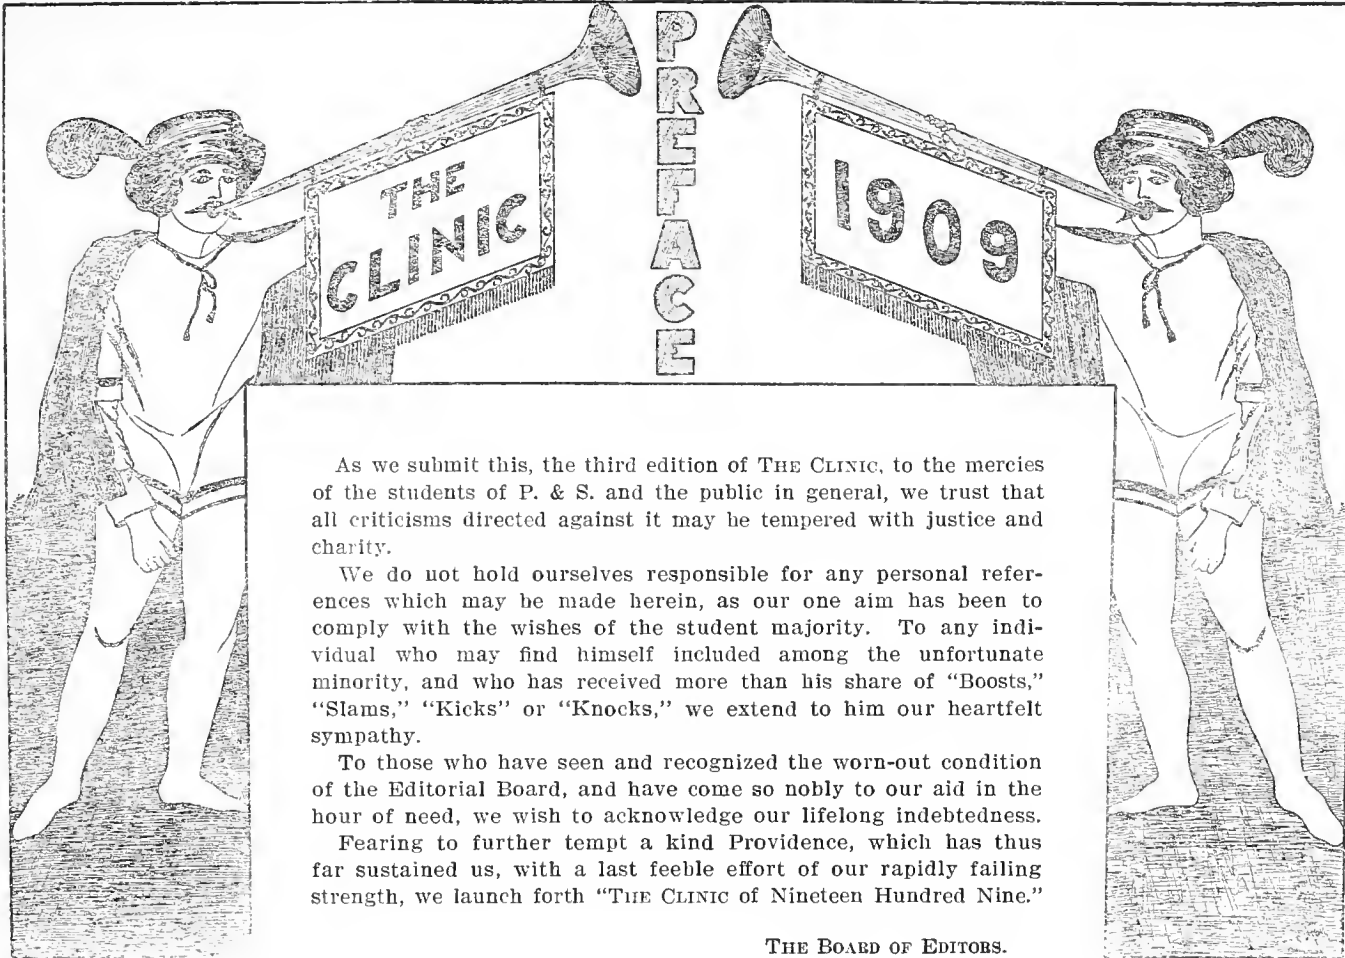 PREFACE
THE
CLINIC
1909
As we submit this, the third edition of THE CLINIC, to the mercies
of the students of P. & S. and the public in general, we trust that
all criticisms directed against it may be tempered with justice and
charity.
We do not hold ourselves responsible for any personal refer-
ences which may be made herein, as our one aim has been to
comply with the wishes of the student majority. To any indi-
vidual who may find himself included among the unfortunate
minority, and who has received more than his share of “Boosts,”
“Slams,” “Kicks” or “Knocks,” we extend to him our heartfelt
sympathy.
To those who have seen and recognized the worn-out condition
of the Editorial Board, and have come so nobly to our aid in the
hour of need, we wish to acknowledge our lifelong indebtedness.
Fearing to further tempt a kind Providence, which has thus
far sustained us, with a last feeble effort of our rapidly failing
strength, we launch forth “THE CLINIC of Nineteen Hundred Nine.”
THE BOARD OF EDITORS.